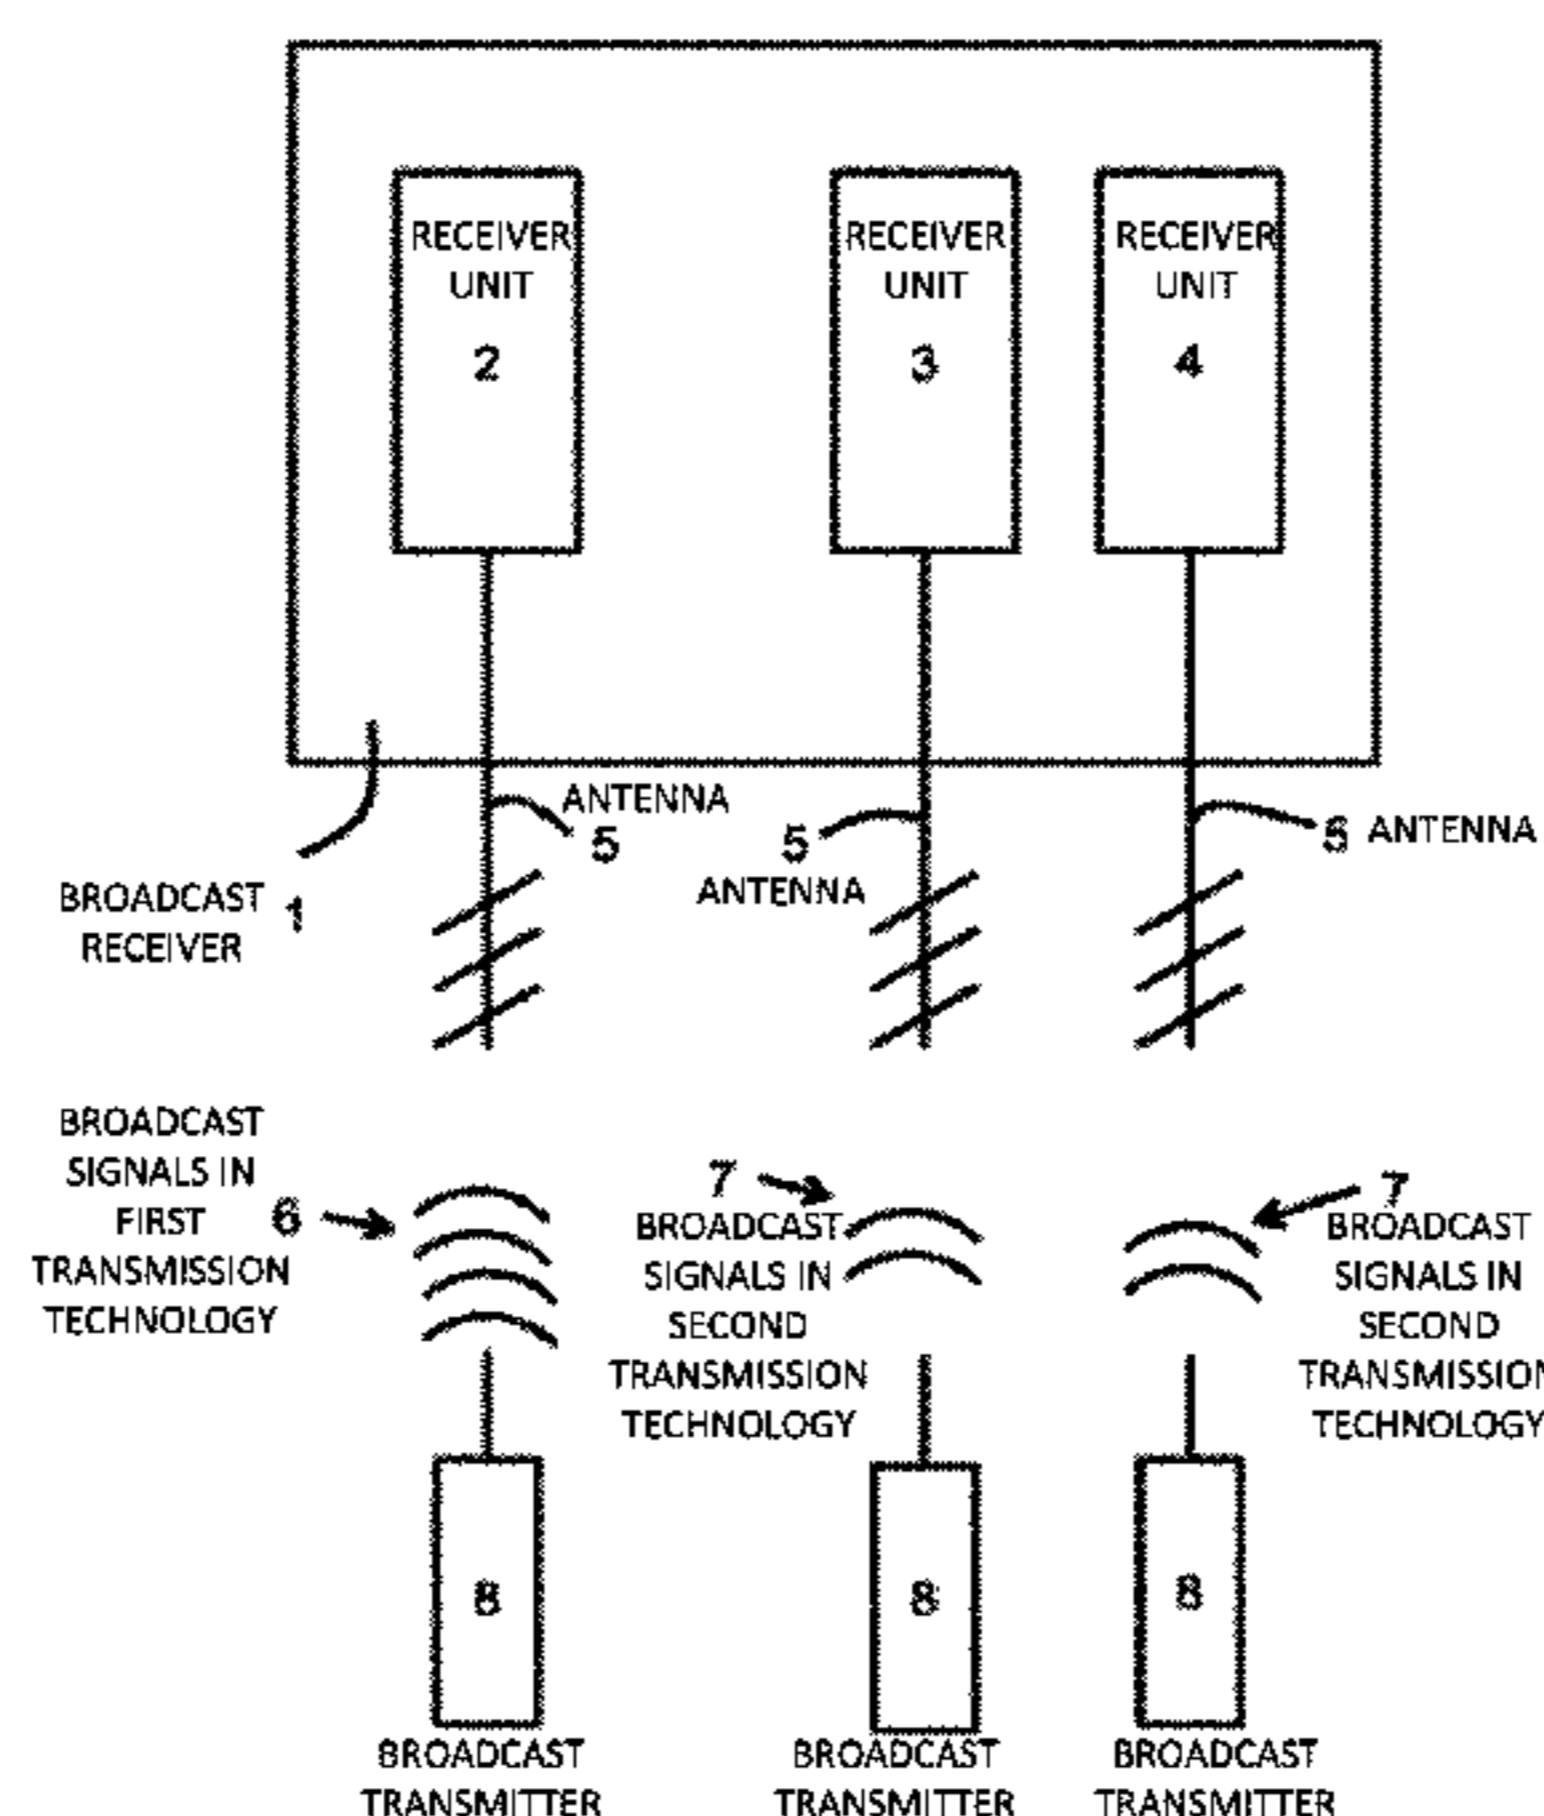 RECEIVER
UNIT
2
RECEIVER
UNIT
3
RECEIVER
UNIT
4
ANTENNA
5
5
ANTENNA
5 ANTENNA
BROADCAST
RECEIVER
1
BROADCAST
SIGNALS IN
FIRST
TRANSMISSION
TECHNOLOGY
6
7
BROADCAST
SIGNALS IN
SECOND
TRANSMISSION
TECHNOLOGY
7
BROADCAST
SIGNALS IN
SECOND
TRANSMISSION
TECHNOLOGY
8
BROADCAST
TRANSMITTER
8
BROADCAST
TRANSMITTER
8
BROADCAST
TRANSMITTER